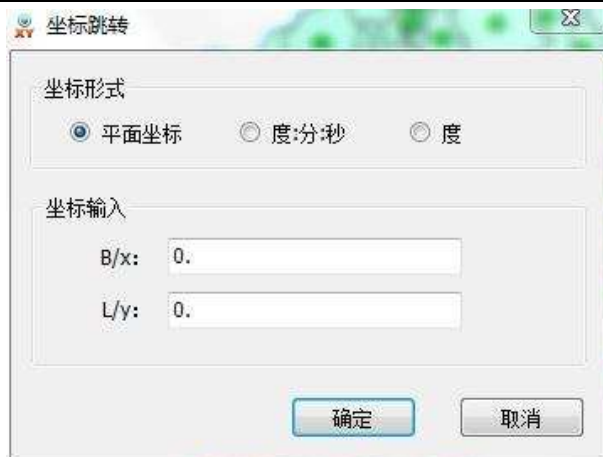 XY 坐标跳转
坐标形式
平面坐标 度:分:秒 度
坐标输入
B/x: 0.
L/y: 0.
确定 取消